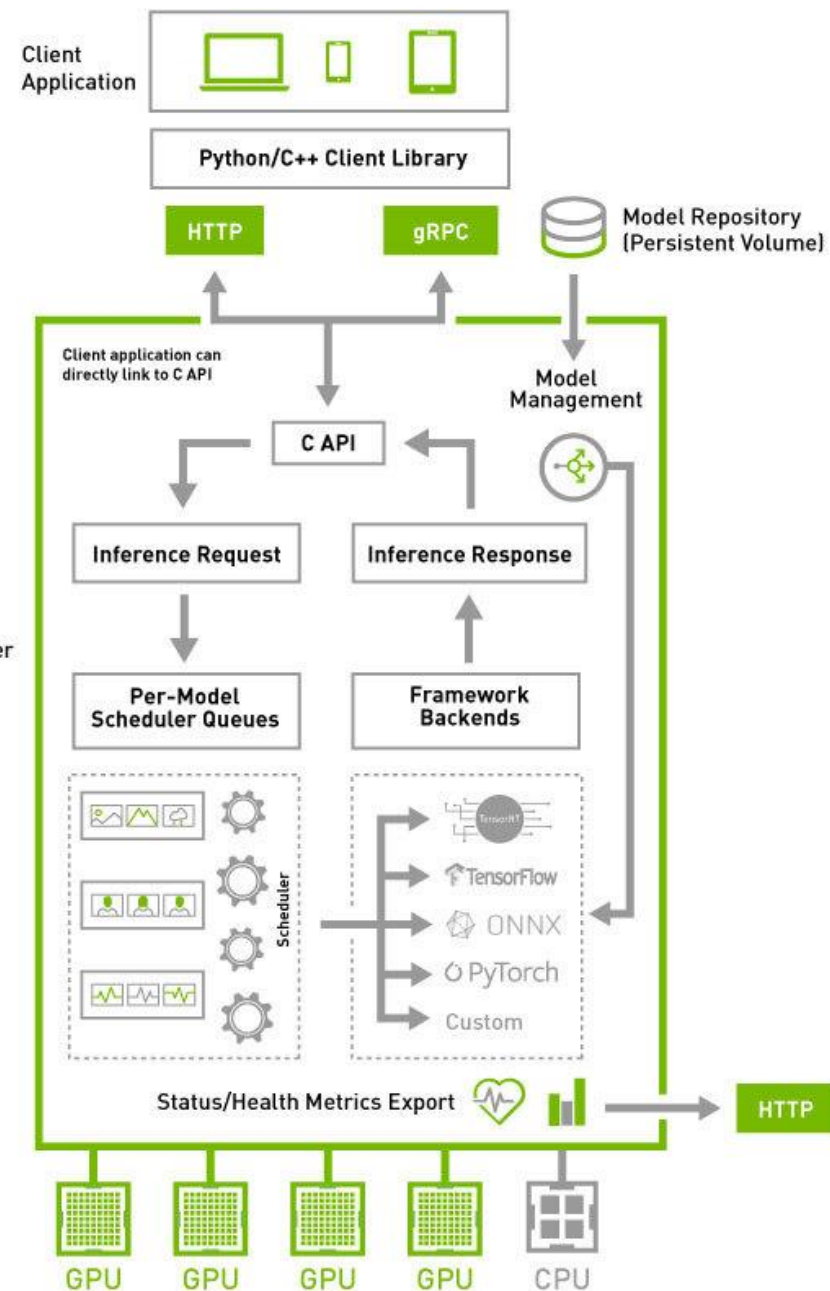 Client
Application
Python/C++ Client Library
HTTP
gRPC
Model Repository
(Persistent Volume)
Client application can
directly link to C API
Model
Management
C API
Inference Request
Inference Response
er
Per-Model
Scheduler Queues
Framework
Backends
Scheduler
TensorRT
TensorFlow
ONNX
PyTorch
Custom
Status/Health Metrics Export
HTTP
GPU
GPU
GPU
GPU
CPU